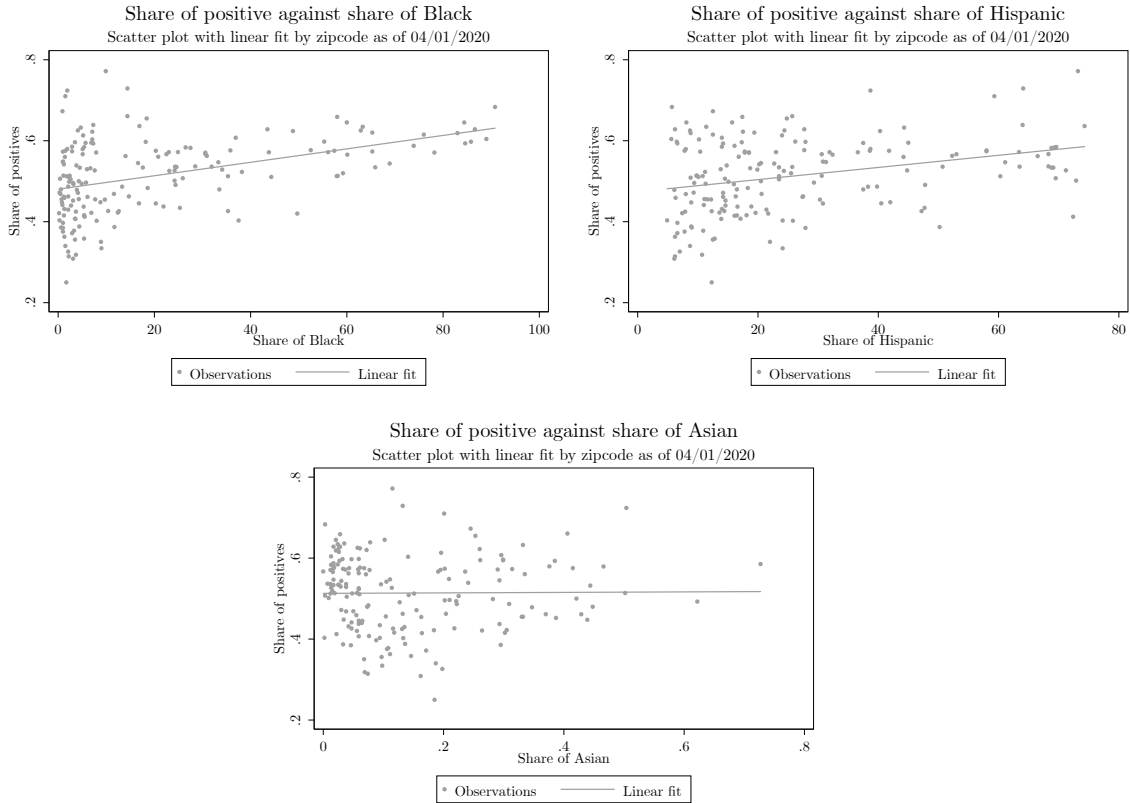 Share of positive against share of Black
Scatter plot with linear fit by zipcode as of 04/01/2020
Share of positives
.2 .4 .6 .8
0 20 40 60 80 100
Share of Black
Observations Linear fit
Share of positive against share of Hispanic
Scatter plot with linear fit by zipcode as of 04/01/2020
Share of positives
.2 .4 .6 .8
0 20 40 60 80
Share of Hispanic
Observations Linear fit
Share of positive against share of Asian
Scatter plot with linear fit by zipcode as of 04/01/2020
Share of positives
.2 .4 .6 .8
0 .2 .4 .6 .8
Share of Asian
Observations Linear fit